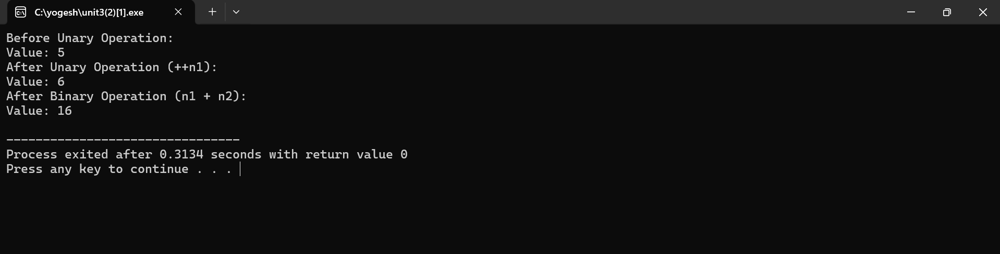 C:\yogesh\unit3(2)[1].exe
Before Unary Operation:
Value: 5
After Unary Operation (++n1):
Value: 6
After Binary Operation (n1 + n2):
Value: 16
--------------------------------
Process exited after 0.3134 seconds with return value 0
Press any key to continue . . .